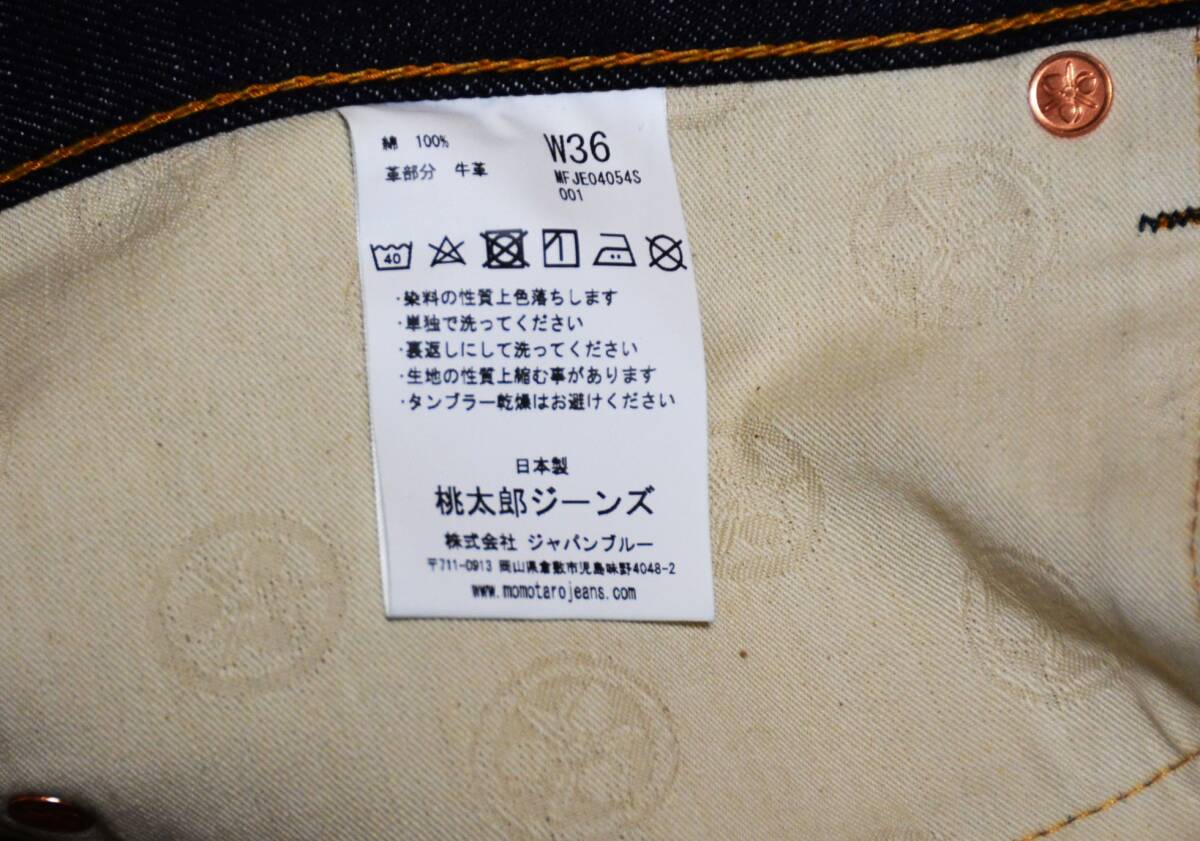 綿 100%
革部分 牛革
W36
MFJE04054S
001
40
・染料の性質上色落ちします
・単独で洗ってください
・裏返しにして洗ってください
・生地の性質上縮む事があります
・タンブラー乾燥はお避けください
日本製
桃太郎ジーンズ
株式会社 ジャパンブルー
〒711-0913 岡山県倉敷市児島味野4048-2
www.momotarojeans.com